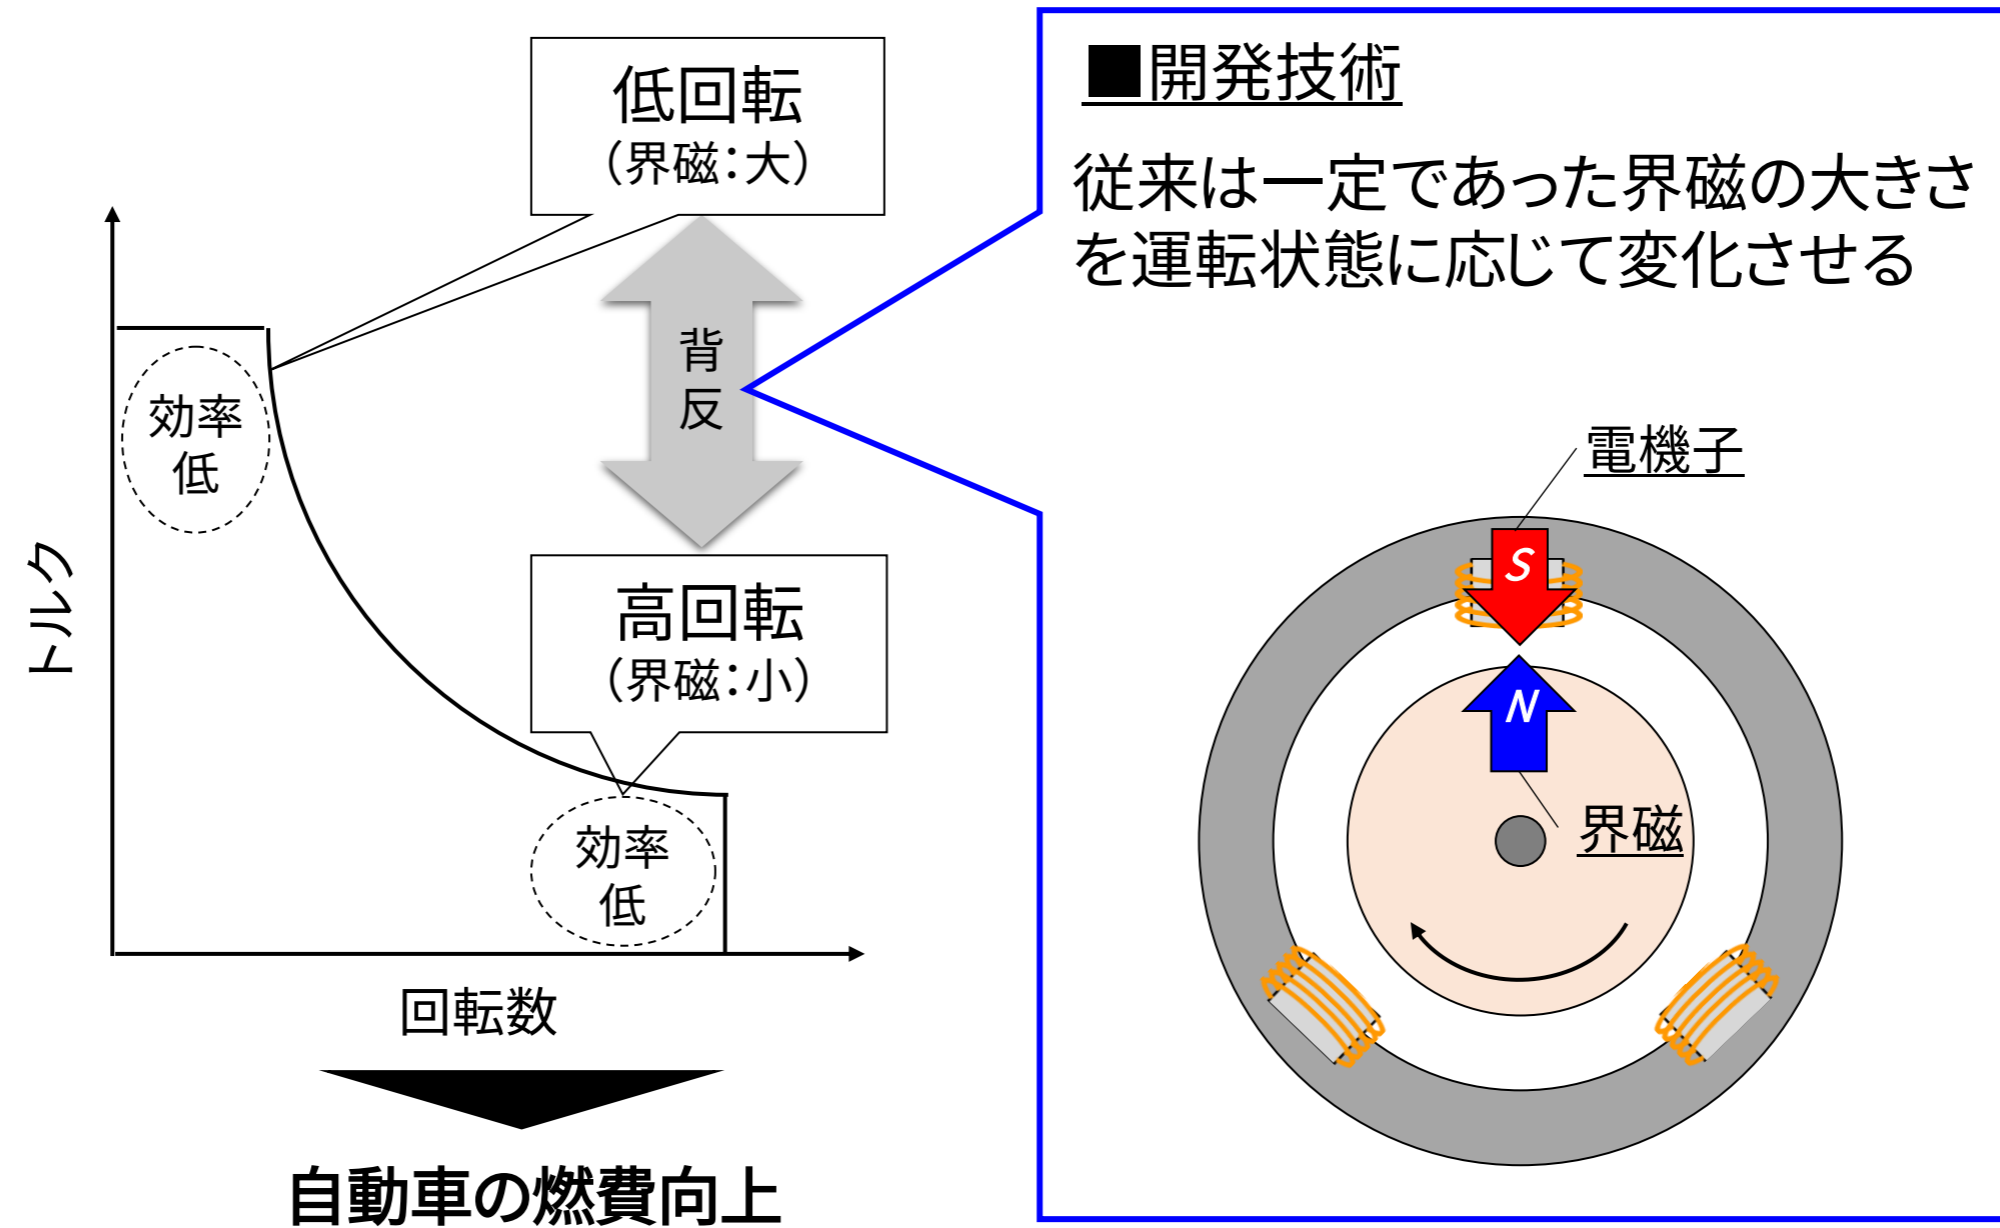 低回転
（界磁：大）
背
反
効率
低
トルク
高回転
（界磁：小）
効率
低
回転数
自動車の燃費向上
■開発技術
従来は一定であった界磁の大きさ
を運転状態に応じて変化させる
電機子
S
N
界磁